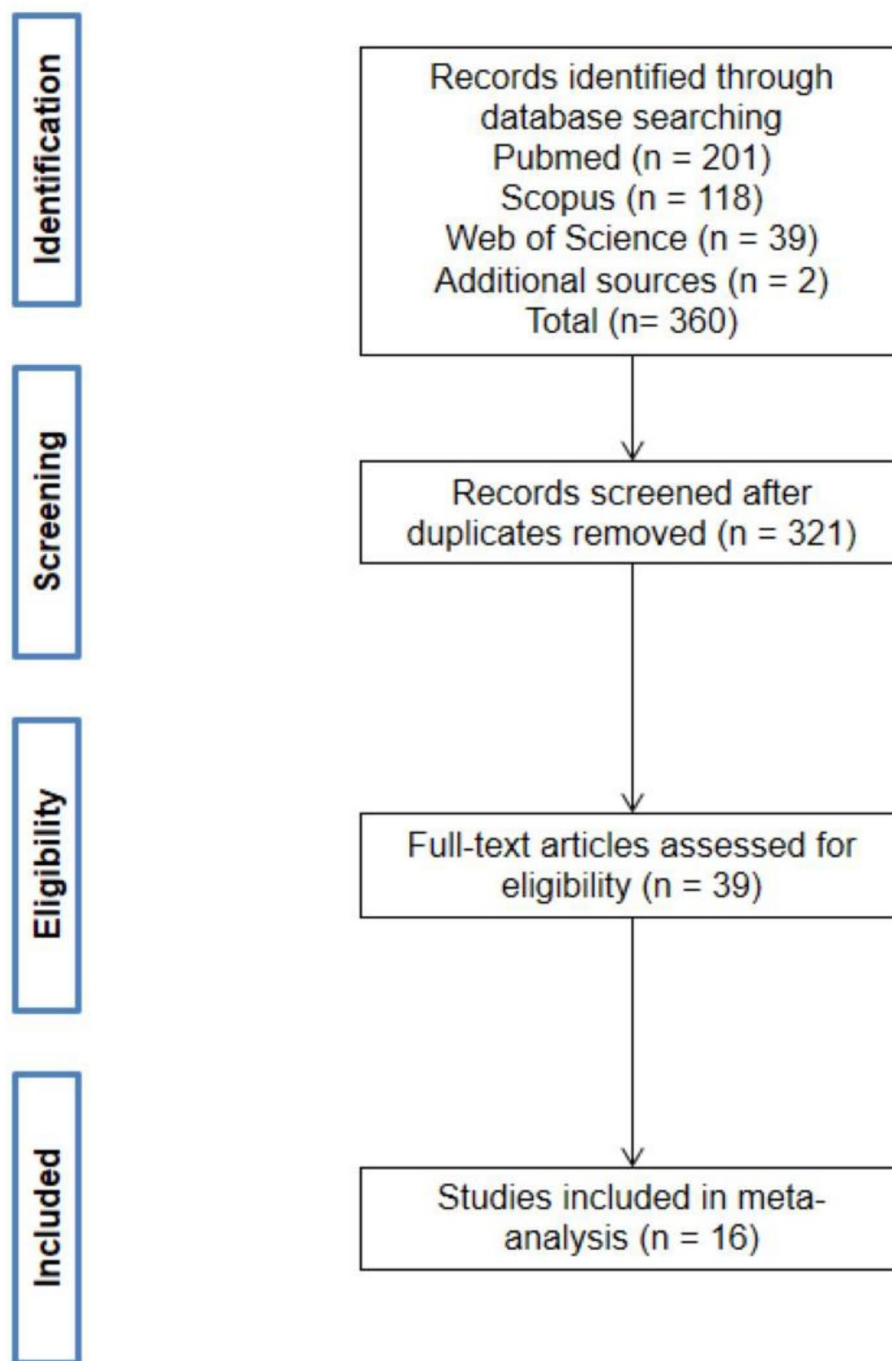 Identification
Records identified through
database searching
Pubmed (n = 201)
Scopus (n = 118)
Web of Science (n = 39)
Additional sources (n = 2)
Total (n= 360)
Screening
Records screened after
duplicates removed (n = 321)
Eligibility
Full-text articles assessed for
eligibility (n = 39)
Included
Studies included in meta-
analysis (n = 16)